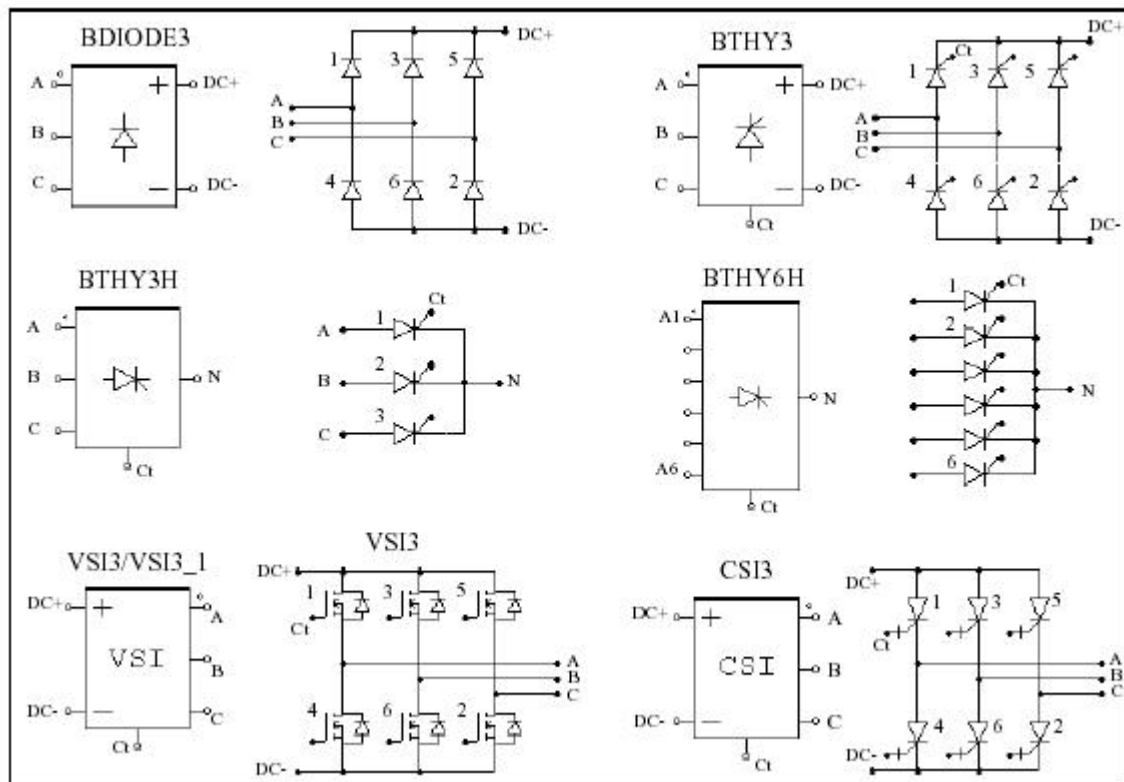 BDIODE3
A
B
C
+
−
DC+
DC-
1 3 5
A
B
C
4 6 2
DC+
DC-
BTHY3
A
B
C
+
−
DC+
DC-
Ct
Ct
1 3 5
A
B
C
4 6 2
DC+
DC-
BTHY3H
A
B
C
N
Ct
1
2
3
A
B
C
Ct
N
BTHY6H
A1
A6
N
Ct
1
2
6
Ct
N
VSI3/VSI3_1
DC+
DC-
+
VSI
−
A
B
C
Ct
VSI3
DC+
1 3 5
Ct
A
B
C
4 6 2
DC-
CSI3
DC+
DC-
+
CSI
−
A
B
C
Ct
DC+
1 3 5
Ct
A
B
C
4 6 2
DC-